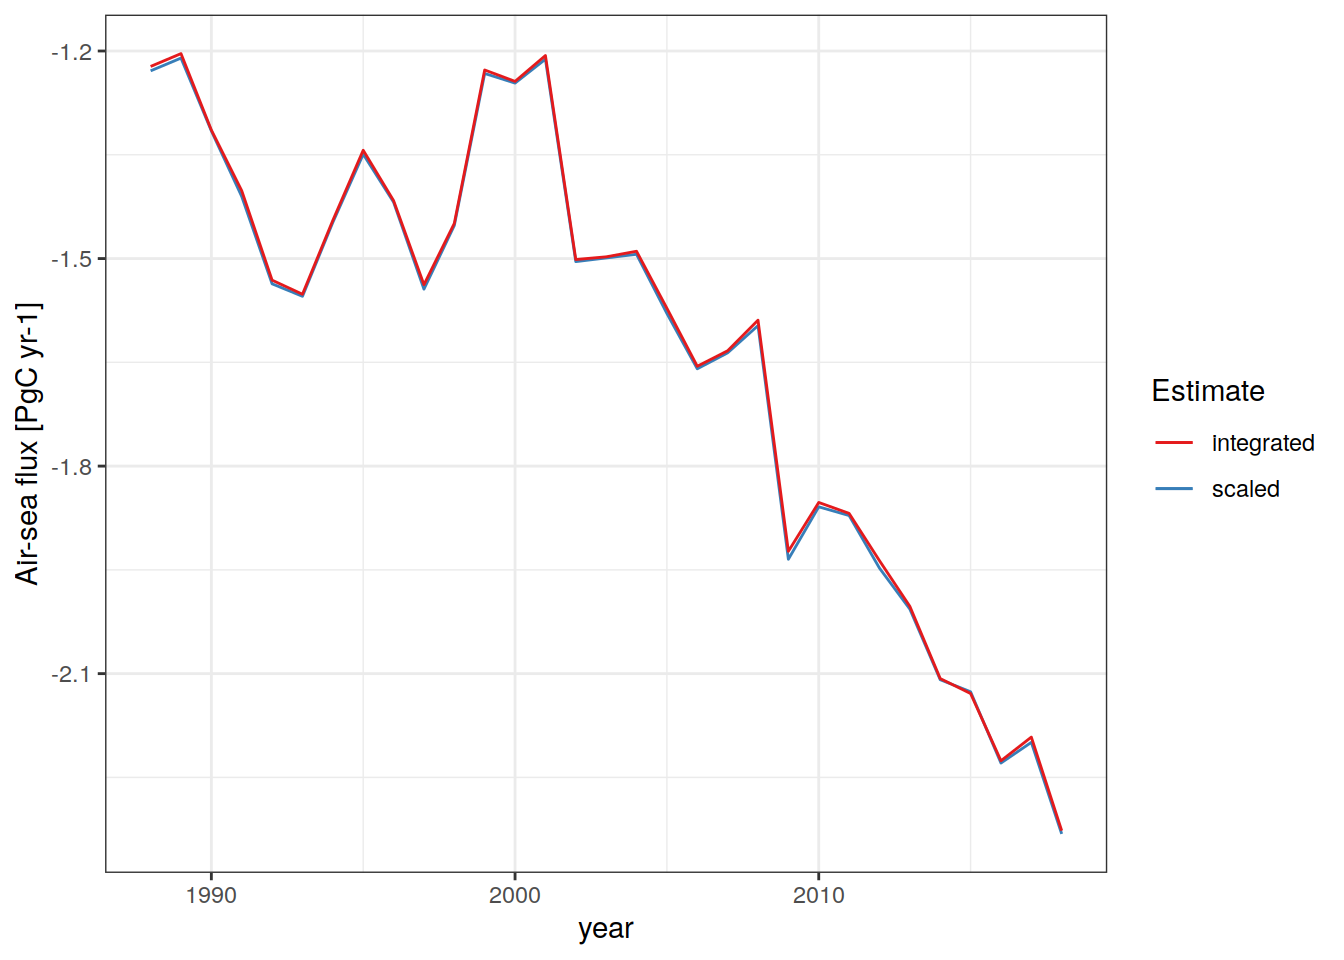 -1.2
-1.5
-1.8
-2.1
Air-sea flux [PgC yr-1]
1990
2000
2010
year
Estimate
integrated
scaled